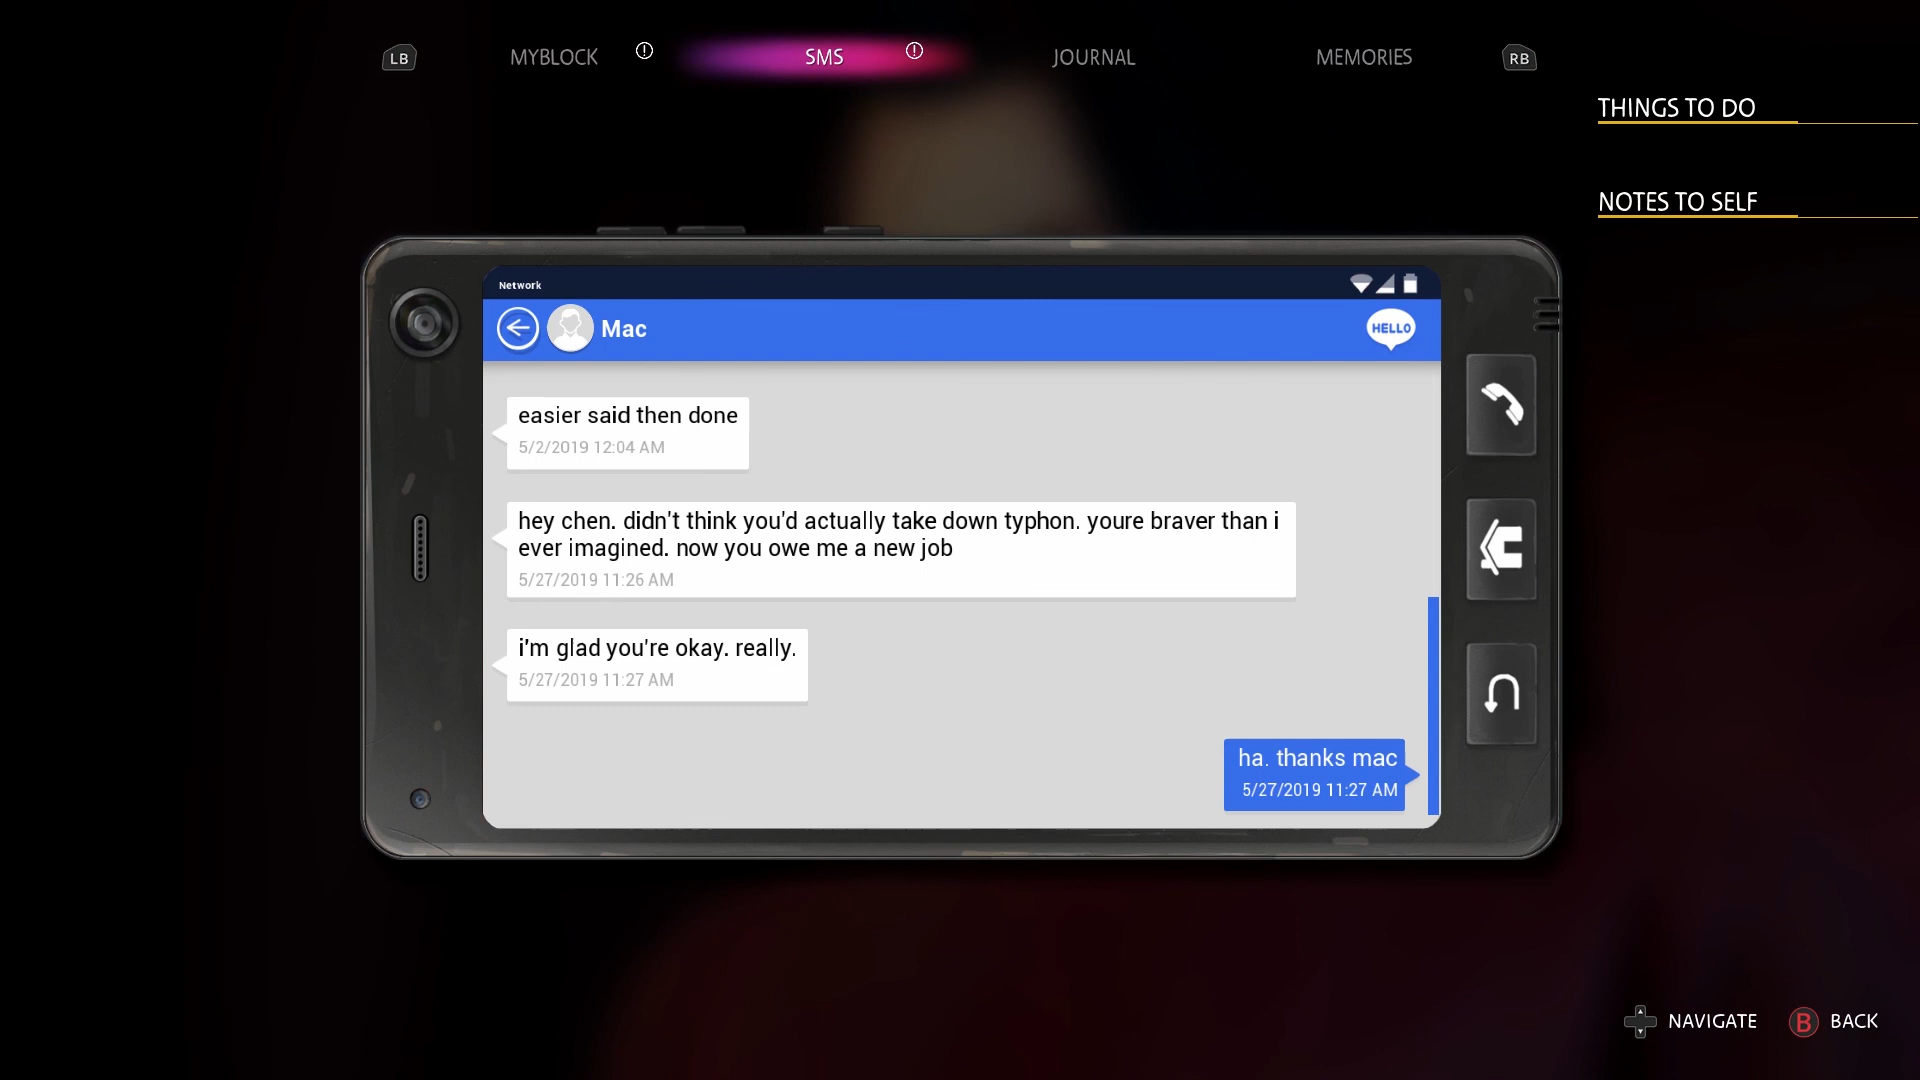 LB
MYBLOCK
SMS
JOURNAL
MEMORIES
RB
THINGS TO DO
NOTES TO SELF
Network
Mac
HELLO
easier said then done
5/2/2019 12:04 AM
hey chen. didn't think you'd actually take down typhon. youre braver than i
ever imagined. now you owe me a new job
5/27/2019 11:26 AM
i'm glad you're okay. really.
5/27/2019 11:27 AM
ha. thanks mac
5/27/2019 11:27 AM
NAVIGATE
B BACK